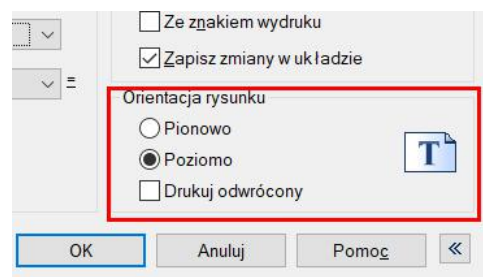 Ze znakiem wydruku
Zapisz zmiany w układzie
Orientacja rysunku
Pionowo
Poziomo
T
Drukuj odwrócony
OK
Anuluj
Pomoc